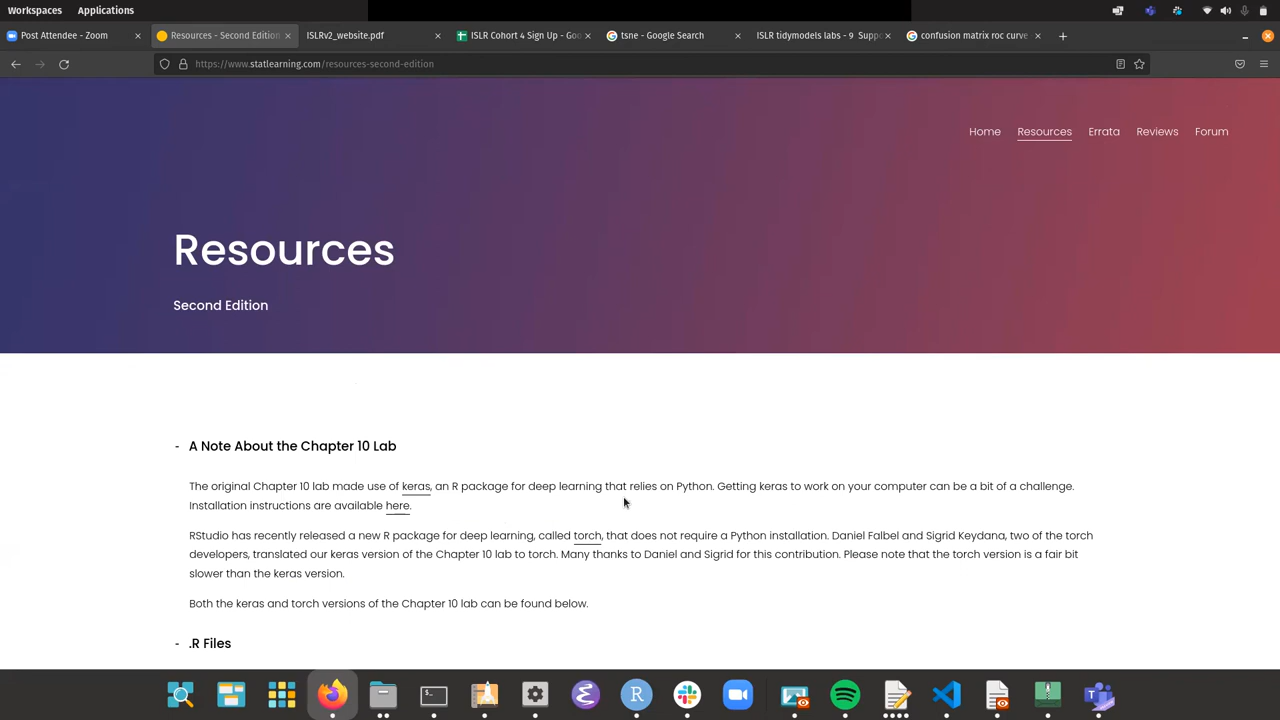 Workspaces Applications
Post Attendee - Zoom
Resources - Second Edition
ISLRv2_website.pdf
ISLR Cohort 4 Sign Up - Goo
tsne - Google Search
ISLR tidymodels labs - 9 Suppo
confusion matrix roc curve
https://www.statlearning.com/resources-second-edition
Home Resources Errata Reviews Forum
Resources
Second Edition
- A Note About the Chapter 10 Lab
The original Chapter 10 lab made use of keras, an R package for deep learning that relies on Python. Getting keras to work on your computer can be a bit of a challenge.
Installation instructions are available here.
RStudio has recently released a new R package for deep learning, called torch, that does not require a Python installation. Daniel Falbel and Sigrid Keydana, two of the torch
developers, translated our keras version of the Chapter 10 lab to torch. Many thanks to Daniel and Sigrid for this contribution. Please note that the torch version is a fair bit
slower than the keras version.
Both the keras and torch versions of the Chapter 10 lab can be found below.
- .R Files